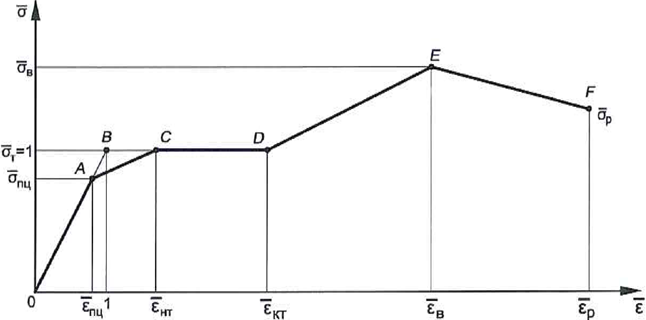 σ̅
σ̅в
E
F
σ̅р
B
C
D
σ̅т=1
A
σ̅пц
0
ε̅пц
1
ε̅нт
ε̅кт
ε̅в
ε̅р
ε̅